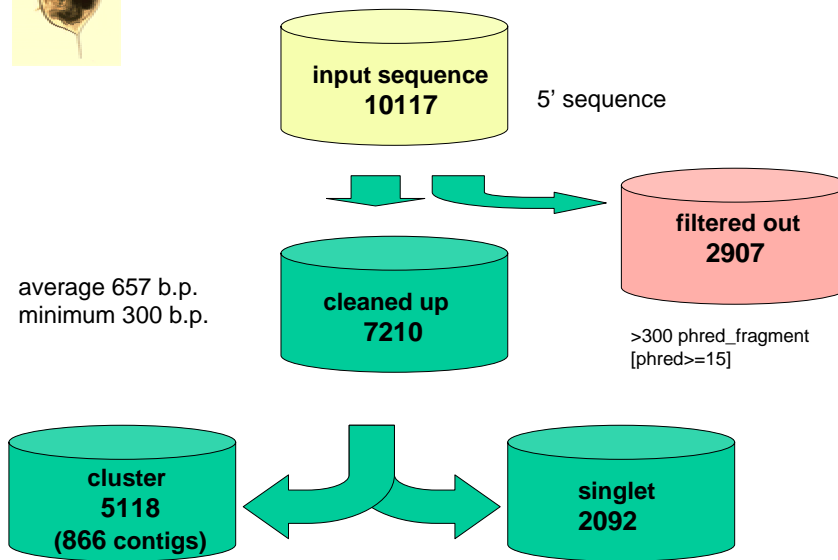 input sequence
10117
5’ sequence
filtered out
2907
average 657 b.p.
minimum 300 b.p.
cleaned up
7210
>300 phred_fragment
[phred>=15]
cluster
5118
(866 contigs)
singlet
2092